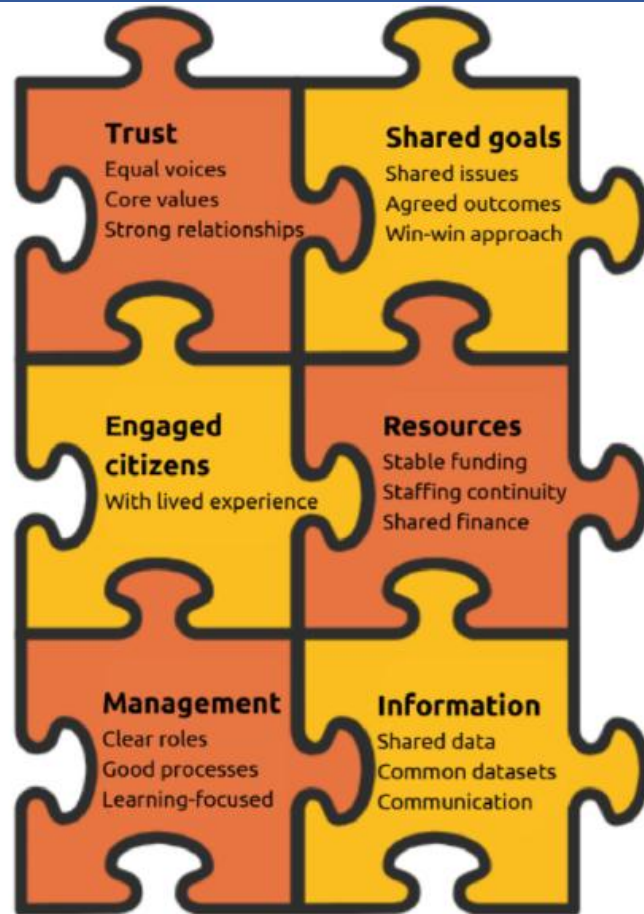 Trust
Equal voices
Core values
Strong relationships
Shared goals
Shared issues
Agreed outcomes
Win-win approach
Engaged
citizens
With lived experience
Resources
Stable funding
Staffing continuity
Shared finance
Management
Clear roles
Good processes
Learning-focused
Information
Shared data
Common datasets
Communication